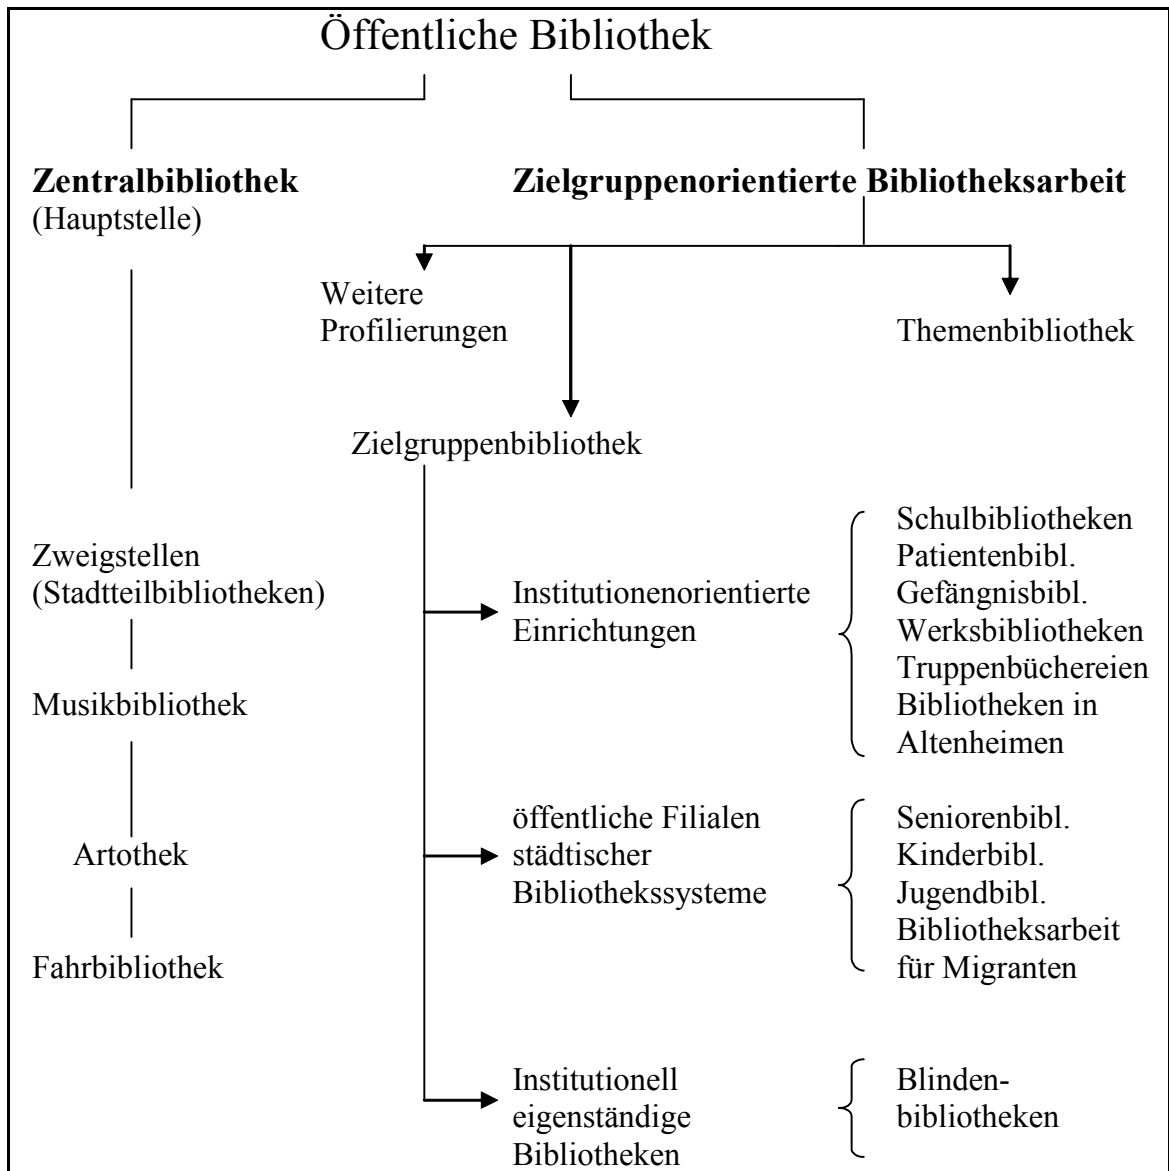 Öffentliche Bibliothek
Zentralbibliothek
(Hauptstelle)
Zielgruppenorientierte Bibliotheksarbeit
Weitere
Profilierungen
Themenbibliothek
Zielgruppenbibliothek
Zweigstellen
(Stadtteilbibliotheken)
Musikbibliothek
Artothek
Fahrbibliothek
Institutionenorientierte
Einrichtungen
Schulbibliotheken
Patientenbibl.
Gefängnisbibl.
Werksbibliotheken
Truppenbüchereien
Bibliotheken in
Altenheimen
öffentliche Filialen
städtischer
Bibliothekssysteme
Seniorenbibl.
Kinderbibl.
Jugendbibl.
Bibliotheksarbeit
für Migranten
Institutionell
eigenständige
Bibliotheken
Blinden-
bibliotheken